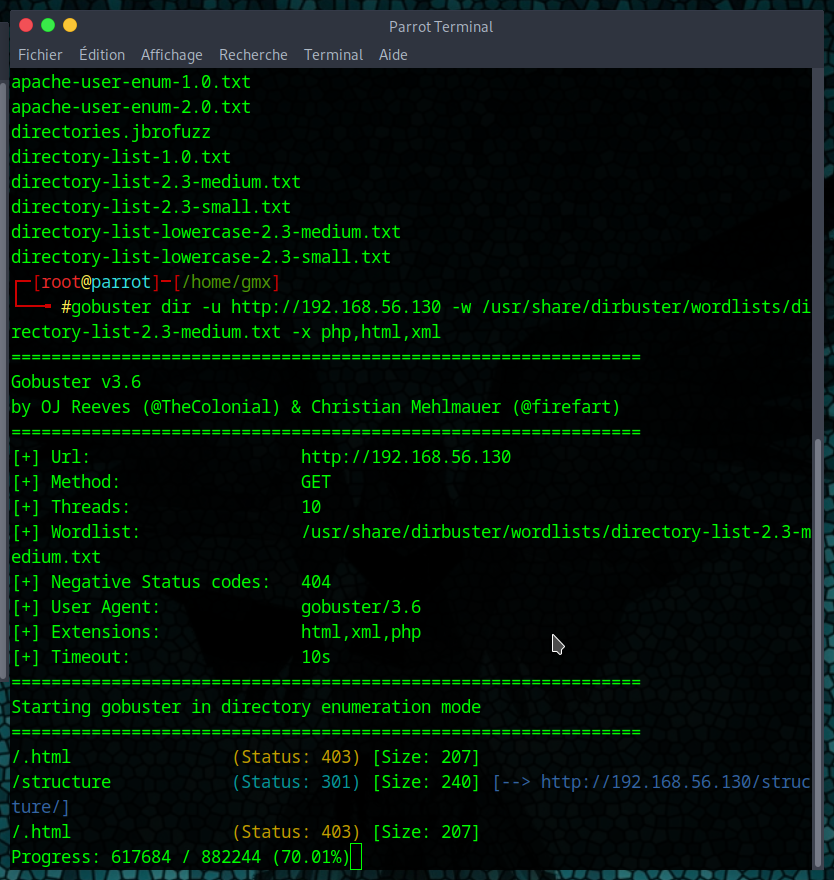 Parrot Terminal
Fichier Édition Affichage Recherche Terminal Aide
apache-user-enum-1.0.txt
apache-user-enum-2.0.txt
directories.jbrofuzz
directory-list-1.0.txt
directory-list-2.3-medium.txt
directory-list-2.3-small.txt
directory-list-lowercase-2.3-medium.txt
directory-list-lowercase-2.3-small.txt
┌─[root@parrot]─[/home/gmx]
└──╼ #gobuster dir -u http://192.168.56.130 -w /usr/share/dirbuster/wordlists/di
rectory-list-2.3-medium.txt -x php,html,xml
===============================================================
Gobuster v3.6
by OJ Reeves (@TheColonial) & Christian Mehlmauer (@firefart)
===============================================================
[+] Url:                     http://192.168.56.130
[+] Method:                  GET
[+] Threads:                 10
[+] Wordlist:                /usr/share/dirbuster/wordlists/directory-list-2.3-m
edium.txt
[+] Negative Status codes:   404
[+] User Agent:              gobuster/3.6
[+] Extensions:              html,xml,php
[+] Timeout:                 10s
===============================================================
Starting gobuster in directory enumeration mode
===============================================================
/.html                (Status: 403) [Size: 207]
/structure            (Status: 301) [Size: 240] [--> http://192.168.56.130/struc
ture/]
/.html                (Status: 403) [Size: 207]
Progress: 617684 / 882244 (70.01%)